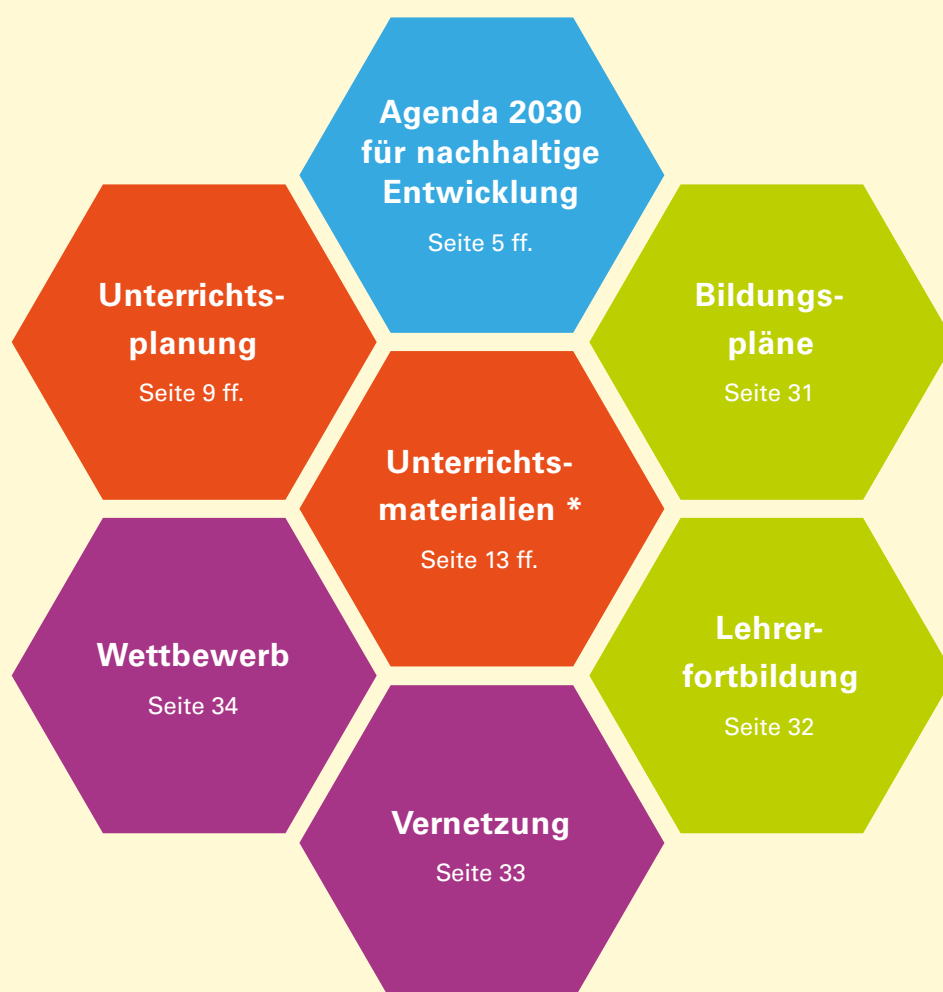 Agenda 2030
für nachhaltige
Entwicklung
Seite 5 ff.
Unterrichts-
planung
Seite 9 ff.
Bildungs-
pläne
Seite 31
Unterrichts-
materialien *
Seite 13 ff.
Wettbewerb
Seite 34
Lehrer-
fortbildung
Seite 32
Vernetzung
Seite 33